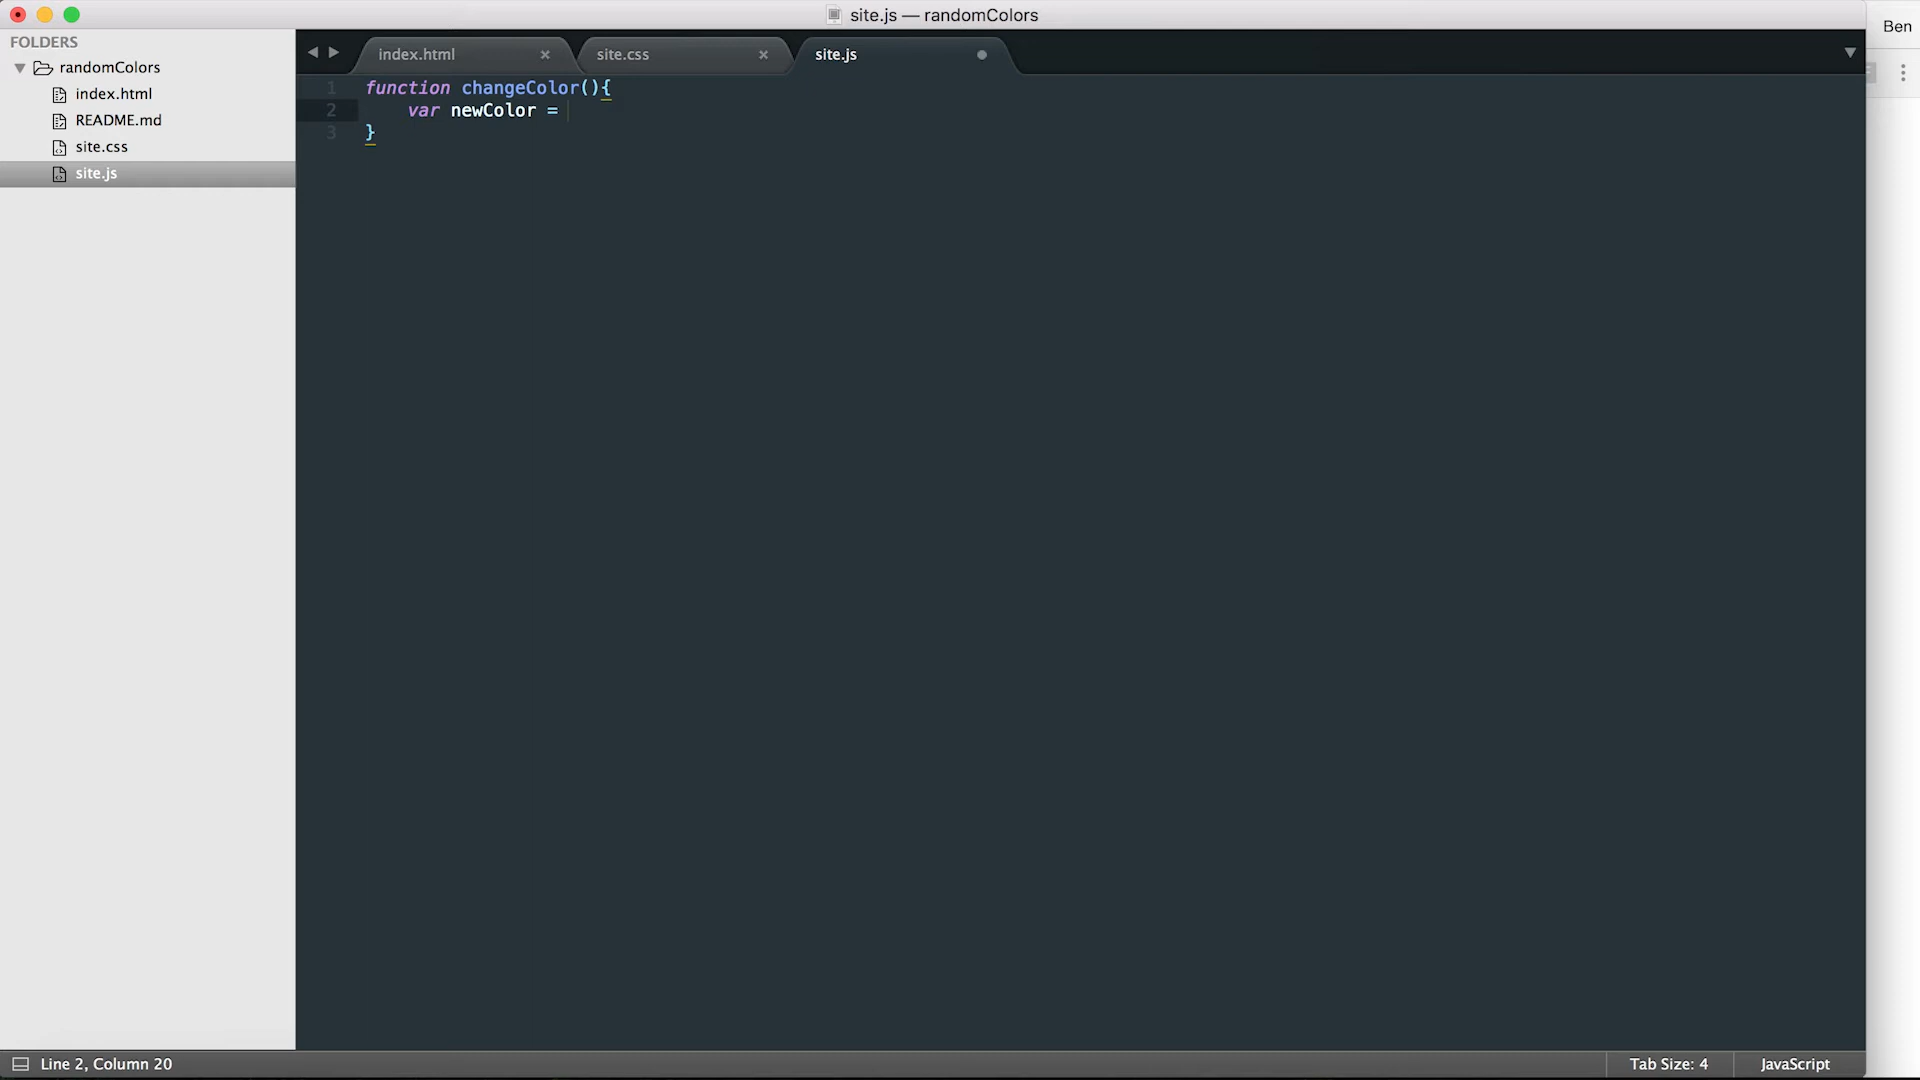 site.js — randomColors
Ben
FOLDERS
randomColors
index.html
README.md
site.css
site.js
index.html
site.css
site.js
1 function changeColor(){
2 var newColor =
3 }
Line 2, Column 20
Tab Size: 4
JavaScript